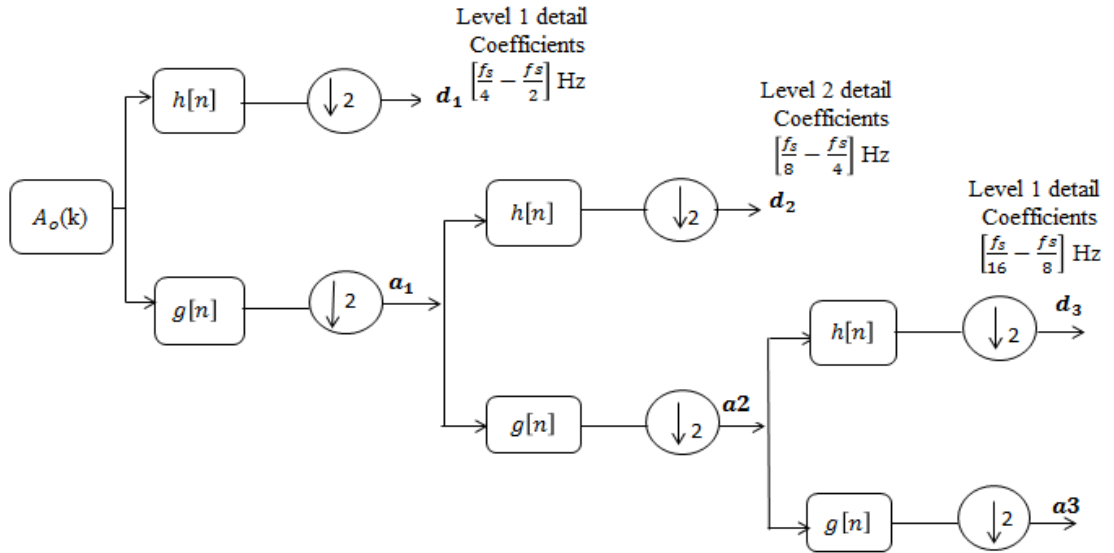 Level 1 detail
Coefficients
[fs/4 − fs/2] Hz
h[n]
↓ 2
d₁
Level 2 detail
Coefficients
[fs/8 − fs/4] Hz
Aₒ(k)
h[n]
↓ 2
d₂
Level 1 detail
Coefficients
[fs/16 − fs/8] Hz
g[n]
↓ 2
a₁
h[n]
↓ 2
d₃
g[n]
↓ 2
a2
g[n]
↓ 2
a3